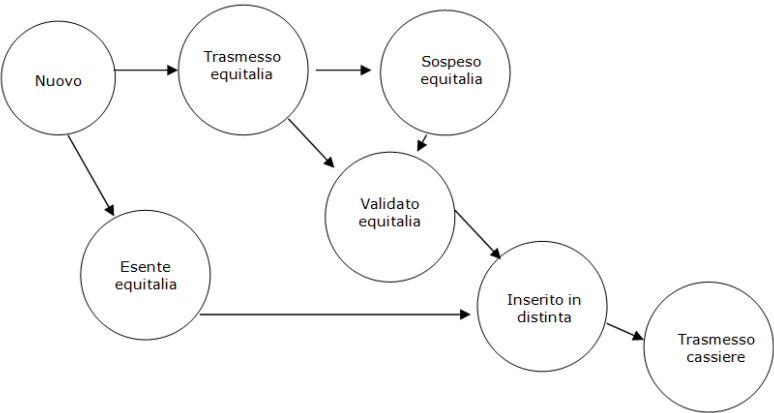 Nuovo
Trasmesso
equitalia
Sospeso
equitalia
Validato
equitalia
Esente
equitalia
Inserito in
distinta
Trasmesso
cassiere